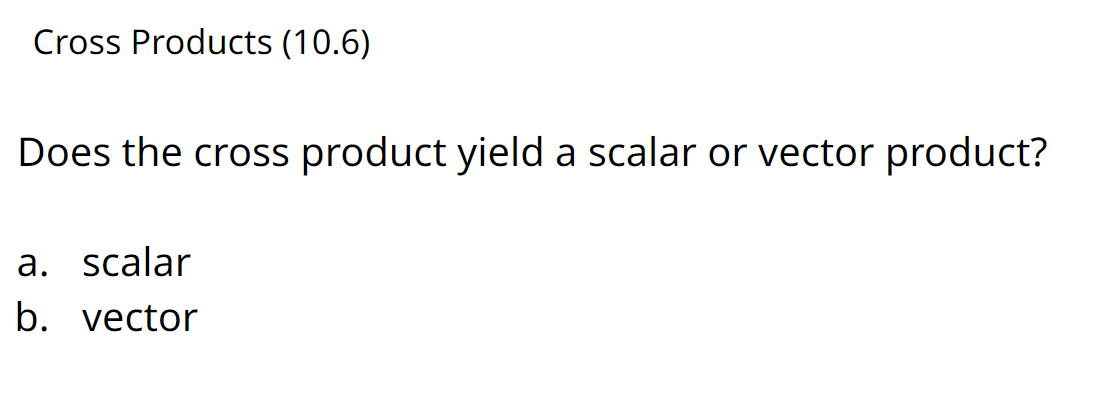 Cross Products (10.6)
Does the cross product yield a scalar or vector product?
a. scalar
b. vector